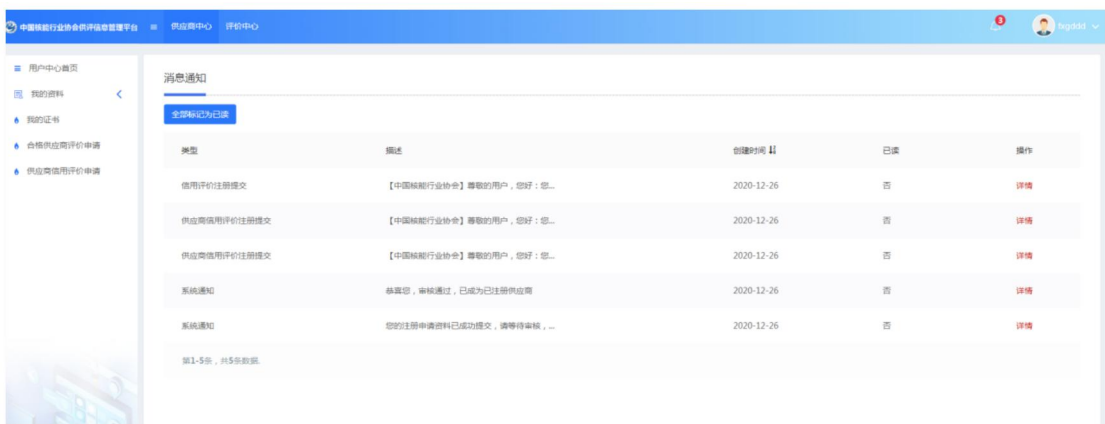 中国核能行业协会供评信息管理平台 供应商中心 评价中心 3 fxgddd
用户中心首页
我的资料
我的证书
合格供应商评价申请
供应商信用评价申请
消息通知
全部标记为已读
类型 描述 创建时间 已读 操作
信用评价注册提交 【中国核能行业协会】尊敬的用户，您好：您... 2020-12-26 否 详情
供应商信用评价注册提交 【中国核能行业协会】尊敬的用户，您好：您... 2020-12-26 否 详情
供应商信用评价注册提交 【中国核能行业协会】尊敬的用户，您好：您... 2020-12-26 否 详情
系统通知 恭喜您，审核通过，已成为已注册供应商 2020-12-26 否 详情
系统通知 您的注册申请资料已成功提交，请等待审核，... 2020-12-26 否 详情
第1-5条，共5条数据.